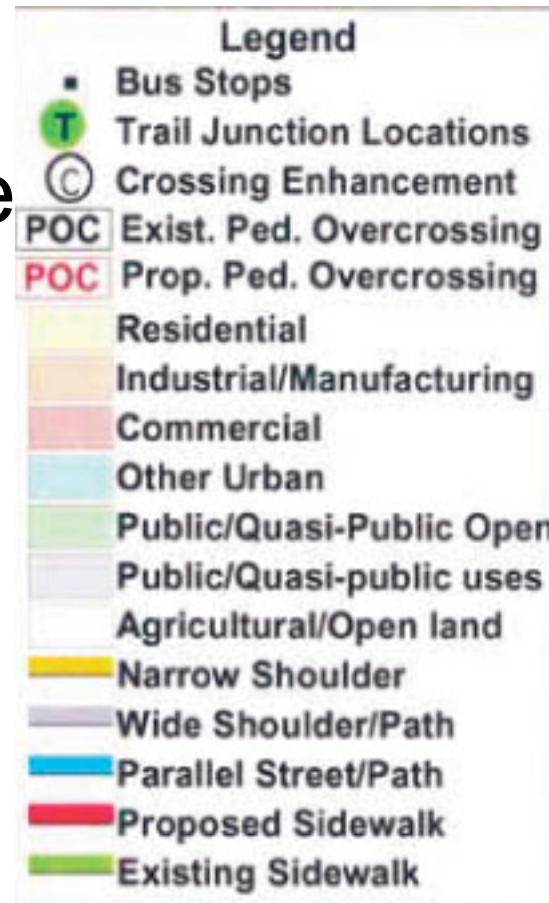 Legend
Bus Stops
T Trail Junction Locations
e
C Crossing Enhancement
POC Exist. Ped. Overcrossing
POC Prop. Ped. Overcrossing
Residential
Industrial/Manufacturing
Commercial
Other Urban
Public/Quasi-Public Open
Public/Quasi-public uses
Agricultural/Open land
Narrow Shoulder
Wide Shoulder/Path
Parallel Street/Path
Proposed Sidewalk
Existing Sidewalk